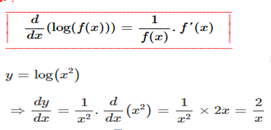 d/dx (log(f(x))) = 1/f(x) . f'(x)
y = log(x²)
⇒ dy/dx = 1/x² . d/dx (x²) = 1/x² × 2x = 2/x